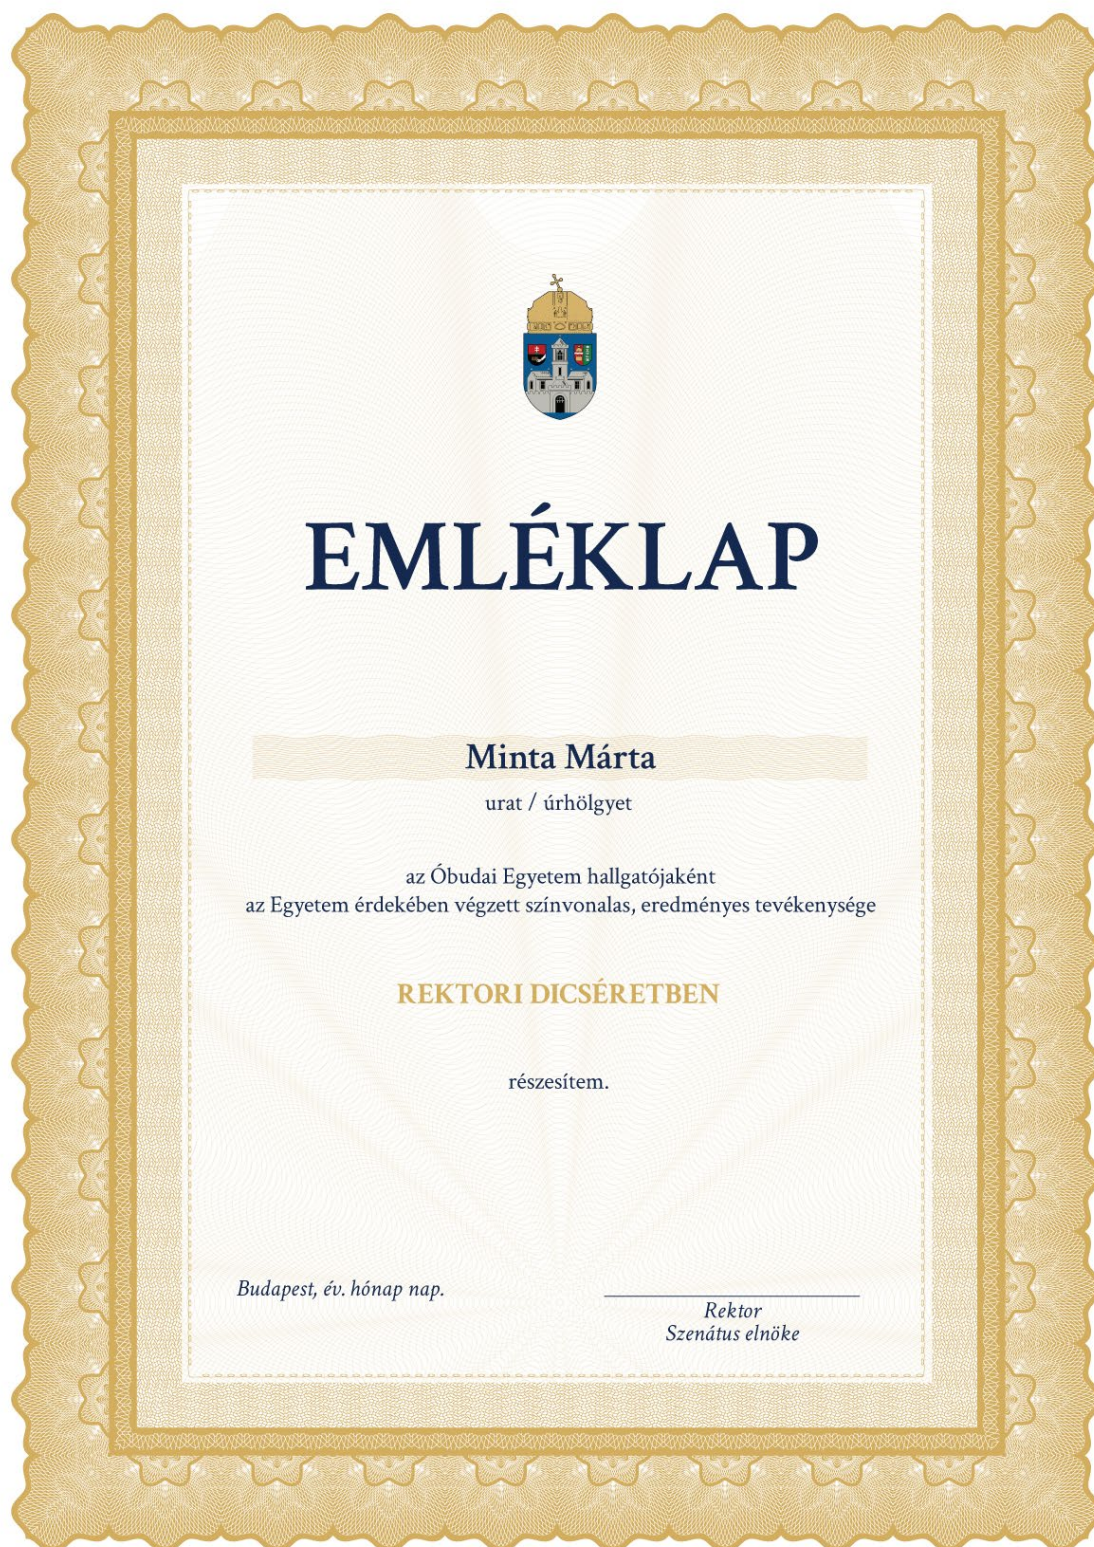 EMLÉKLAP
Minta Márta
urat / úrhölgyet
az Óbudai Egyetem hallgatójaként
az Egyetem érdekében végzett színvonalas, eredményes tevékenysége
REKTORI DICSÉRETBEN
részesítem.
Budapest, év. hónap nap.
Rektor
Szenátus elnöke